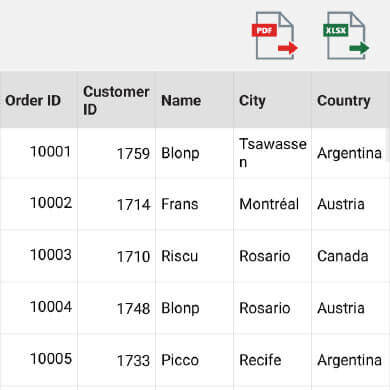 PDF XLSX
Order ID Customer ID Name City Country
10001 1759 Blonp Tsawassen Argentina
10002 1714 Frans Montréal Austria
10003 1710 Riscu Rosario Canada
10004 1748 Blonp Rosario Austria
10005 1733 Picco Recife Argentina